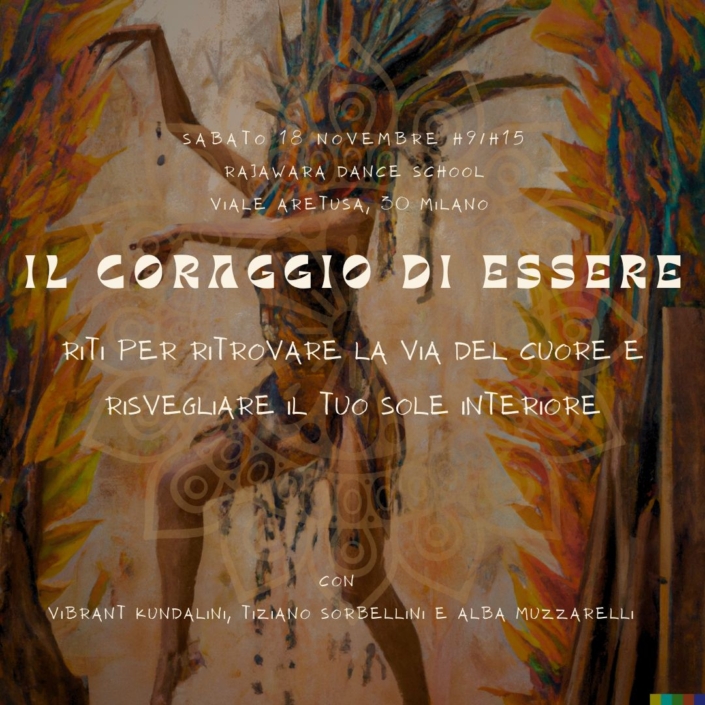 SABATO 18 NOVEMBRE H9/H15
RAJAWARA DANCE SCHOOL
VIALE ARETUSA, 30 MILANO
IL CORAGGIO DI ESSERE
RITI PER RITROVARE LA VIA DEL CUORE E
RISVEGLIARE IL TUO SOLE INTERIORE
CON
VIBRANT KUNDALINI, TIZIANO SORBELLINI E ALBA MUZZARELLI